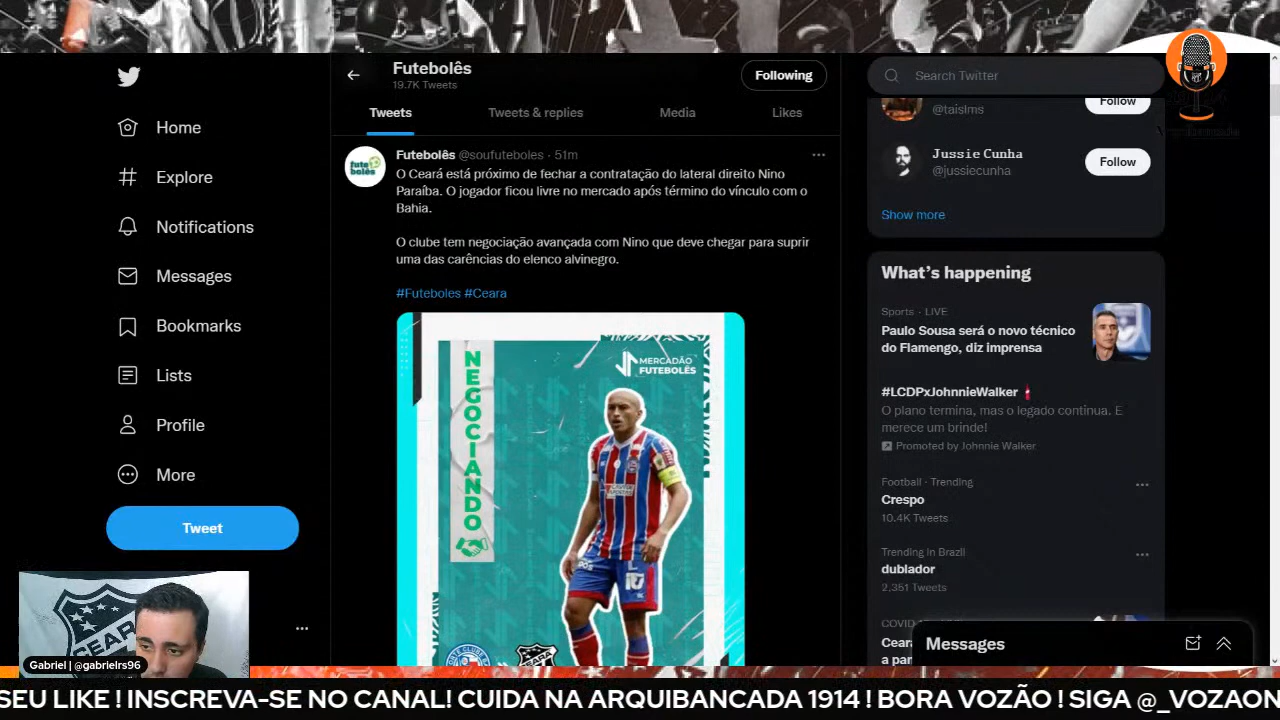 Futebolês
19.7K Tweets
Following
Search Twitter
Tweets
Tweets & replies
Media
Likes
Home
Explore
Notifications
Messages
Bookmarks
Lists
Profile
More
Tweet
Futebolês @soufuteboles · 51m
O Ceará está próximo de fechar a contratação do lateral direito Nino
Paraíba. O jogador ficou livre no mercado após término do vínculo com o
Bahia.
O clube tem negociação avançada com Nino que deve chegar para suprir
uma das carências do elenco alvinegro.
#Futeboles #Ceara
NEGOCIANDO
MERCADÃO
FUTEBOLÊS
@taislms
Follow
Jussie Cunha
@jussiecunha
Follow
Show more
What's happening
Sports · LIVE
Paulo Sousa será o novo técnico
do Flamengo, diz imprensa
#LCDPxJohnnieWalker
O plano termina, mas o legado continua. E
merece um brinde!
Promoted by Johnnie Walker
Football · Trending
Crespo
10.4K Tweets
Trending in Brazil
dublador
2,351 Tweets
Messages
CEARÁ
Gabriel | @gabrielrs96
SEU LIKE ! INSCREVA-SE NO CANAL! CUIDA NA ARQUIBANCADA 1914 ! BORA VOZÃO ! SIGA @_VOZAON